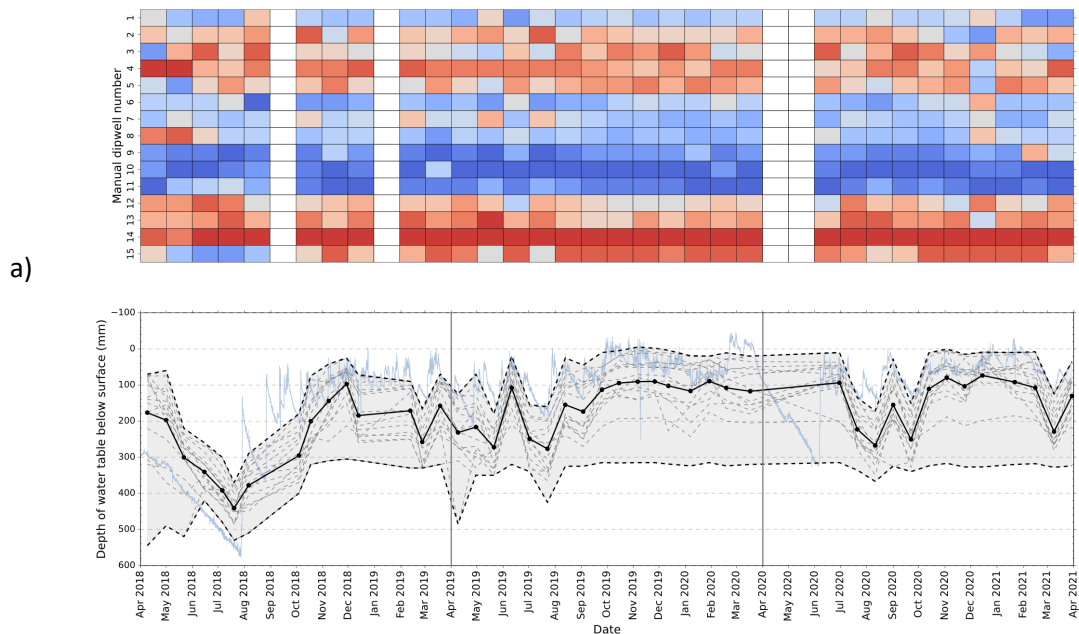 Manual dipwell number
1
2
3
4
5
6
7
8
9
10
11
12
13
14
15
a)
Depth of water table below surface (mm)
−100
0
100
200
300
400
500
600
Apr 2018
May 2018
Jun 2018
Jul 2018
Aug 2018
Sep 2018
Oct 2018
Nov 2018
Dec 2018
Jan 2019
Feb 2019
Mar 2019
Apr 2019
May 2019
Jun 2019
Jul 2019
Aug 2019
Sep 2019
Oct 2019
Nov 2019
Dec 2019
Jan 2020
Feb 2020
Mar 2020
Apr 2020
May 2020
Jun 2020
Jul 2020
Aug 2020
Sep 2020
Oct 2020
Nov 2020
Dec 2020
Jan 2021
Feb 2021
Mar 2021
Apr 2021
Date